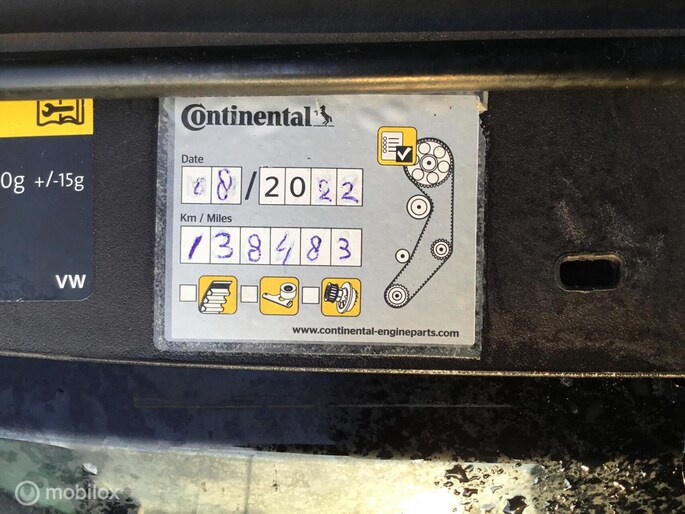 Continental
Date
08/2022
Km / Miles
138483
0g +/-15g
VW
www.continental-engineparts.com
mobilox